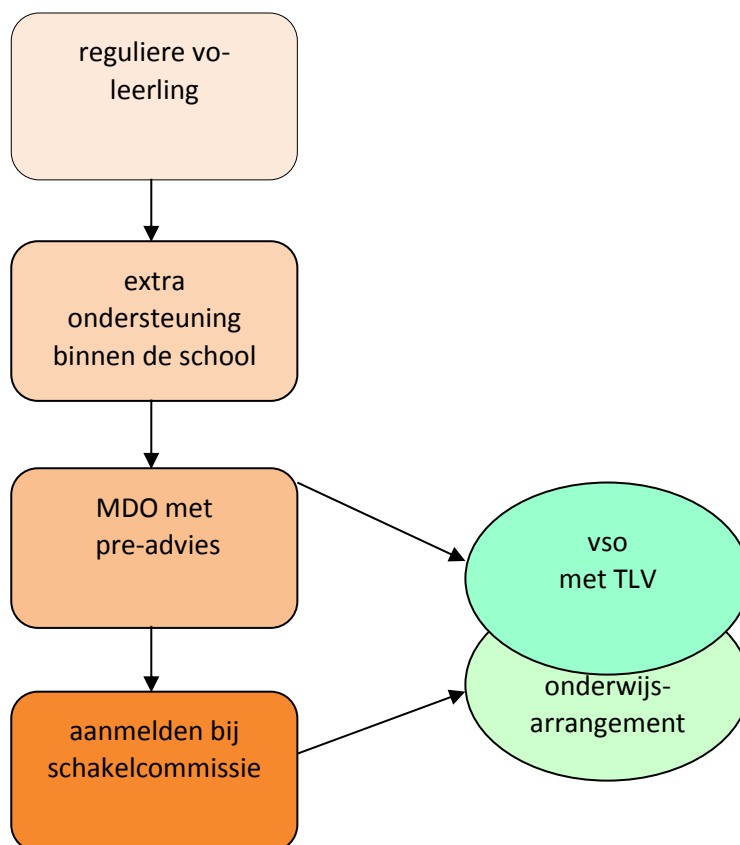 reguliere vo-
leerling
extra
ondersteuning
binnen de school
MDO met
pre-advies
vso
met TLV
onderwijs-
arrangement
aanmelden bij
schakelcommissie